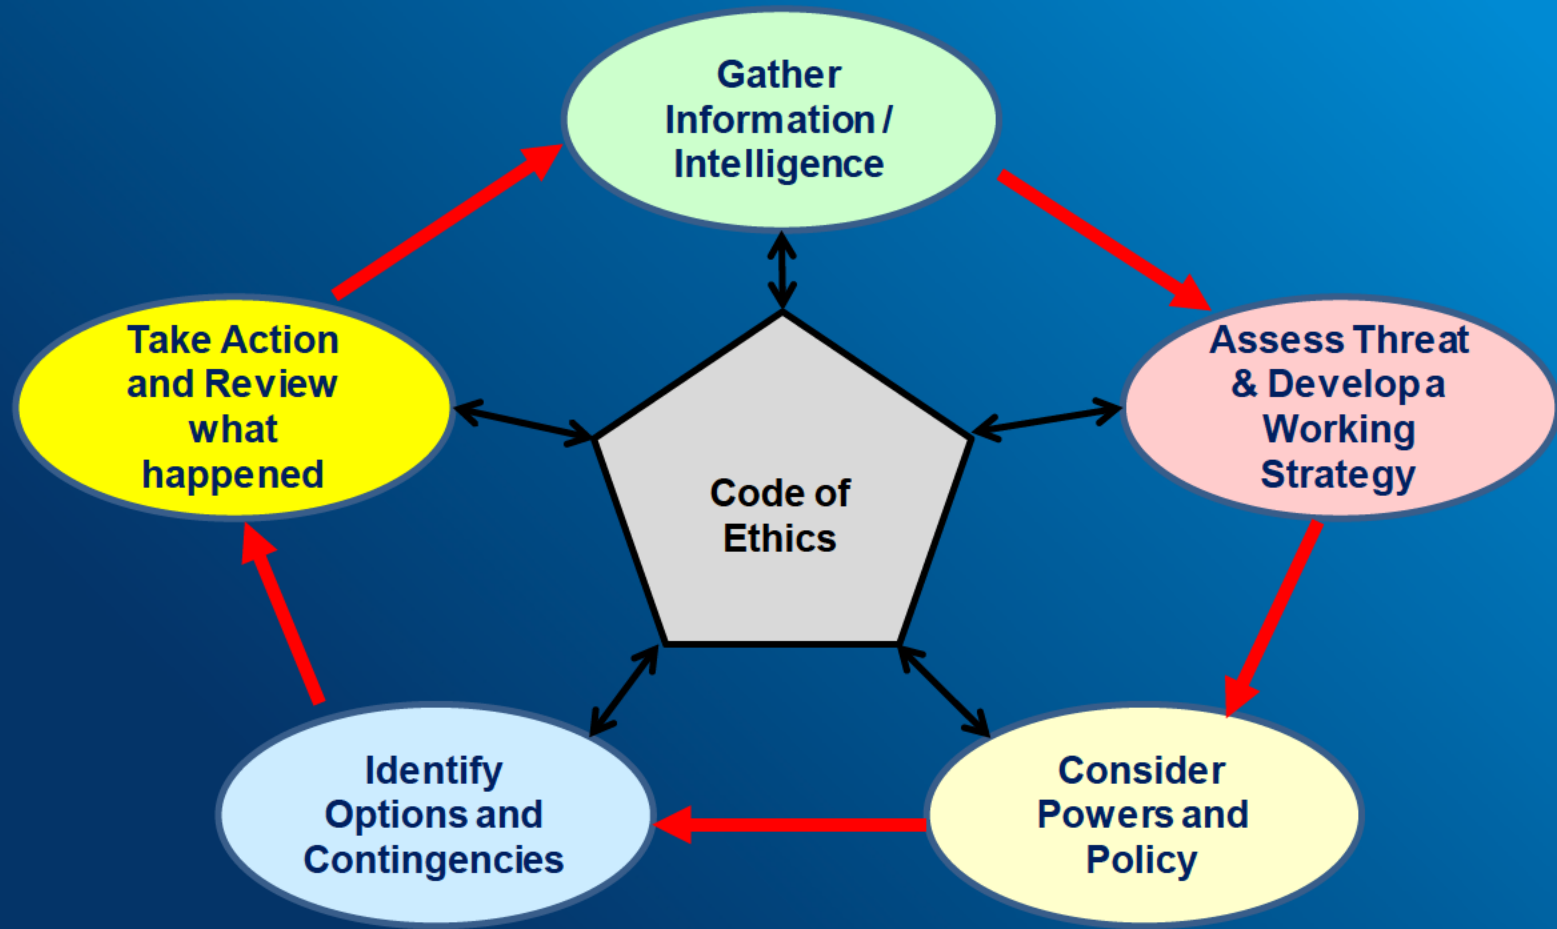 Gather
Information /
Intelligence
Assess Threat
& Develop a
Working
Strategy
Consider
Powers and
Policy
Identify
Options and
Contingencies
Take Action
and Review
what
happened
Code of
Ethics